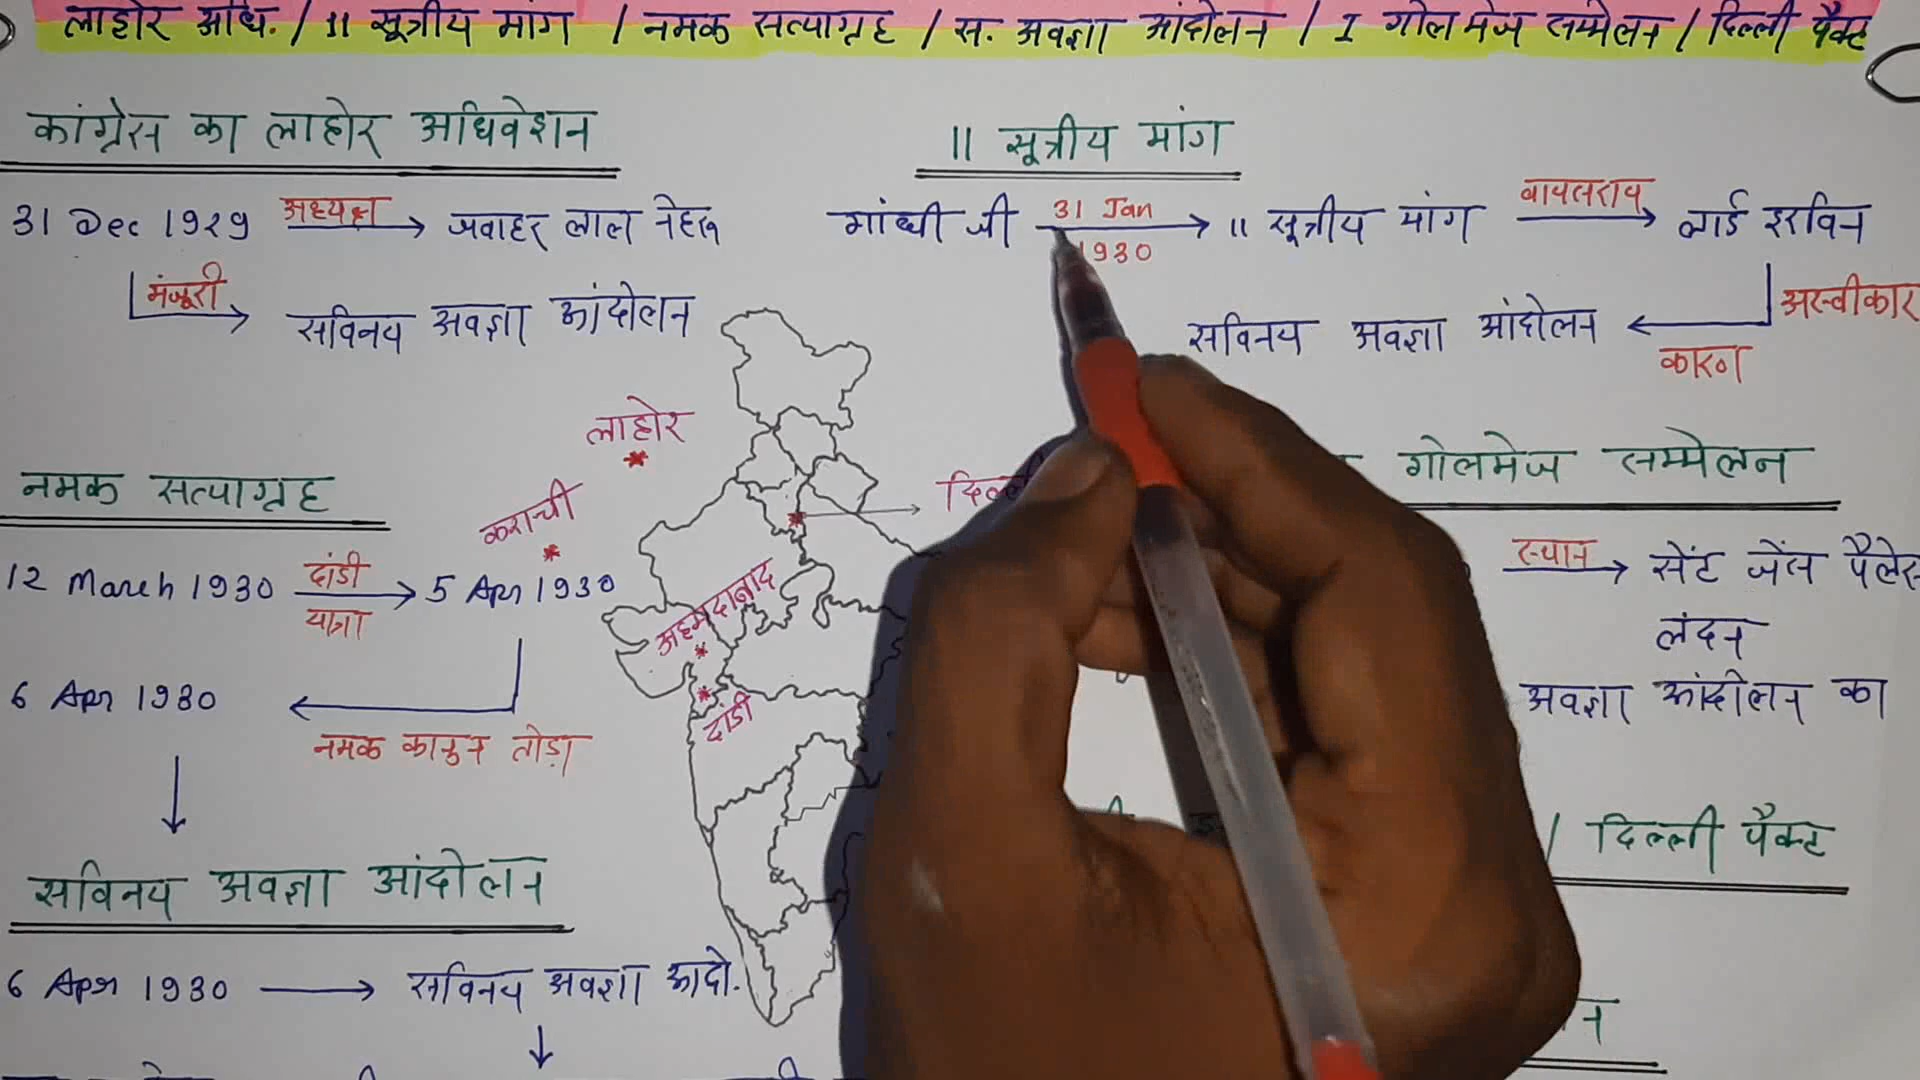 लाहोर अधि. / 11 सूत्रीय मांग / नमक सत्याग्रह / स. अवज्ञा आंदोलन / I गोलमेज सम्मेलन / दिल्ली पैक्ट
कांग्रेस का लाहोर अधिवेशन
31 Dec 1929 अध्यक्ष → जवाहर लाल नेहरू
मंजूरी → सविनय अवज्ञा आंदोलन
11 सूत्रीय मांग
गांधी जी 31 Jan 1930 → 11 सूत्रीय मांग वायसराय → लार्ड इरविन
अस्वीकार
सविनय अवज्ञा आंदोलन ← कारण
लाहोर
कराची
दिल्ली
अहमदाबाद
दांडी
नमक सत्याग्रह
12 March 1930 दांडी यात्रा → 5 Apr 1930
6 Apr 1930 ← नमक कानुन तोड़ा
↓
सविनय अवज्ञा आंदोलन
6 Apr 1930 → सविनय अवज्ञा आंदो.
↓
गोलमेज सम्मेलन
स्थान → सेंट जेंस पैलेस
लंदन
अवज्ञा आंदोलन का
/ दिल्ली पैक्ट
न